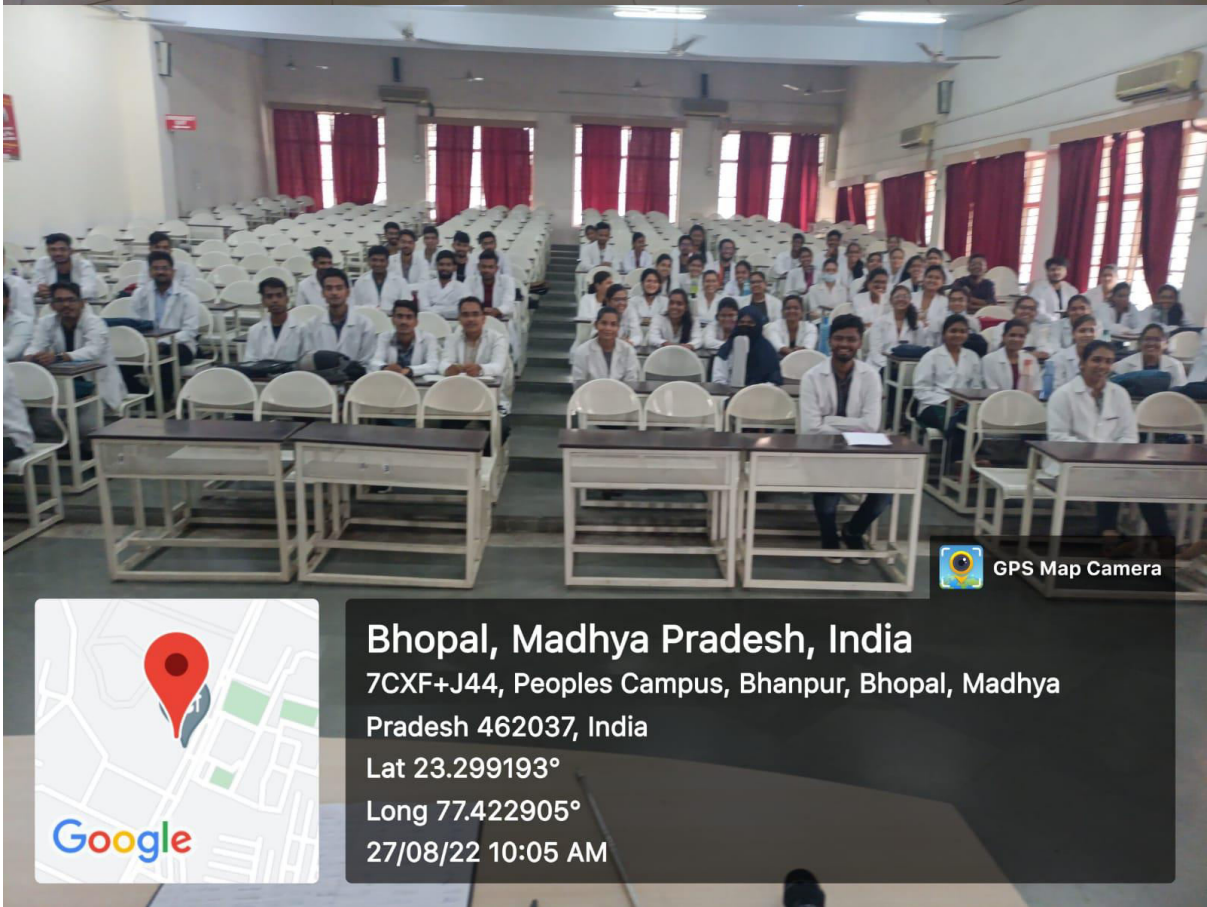 GPS Map Camera
Bhopal, Madhya Pradesh, India
7CXF+J44, Peoples Campus, Bhanpur, Bhopal, Madhya
Pradesh 462037, India
Lat 23.299193°
Long 77.422905°
27/08/22 10:05 AM
Google